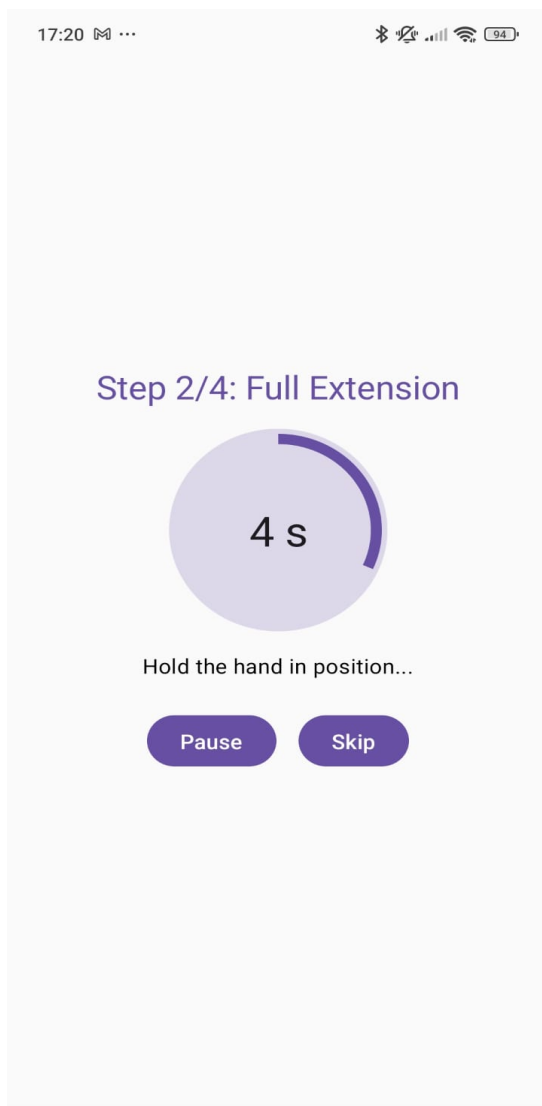 17:20 ...
94
Step 2/4: Full Extension
4 s
Hold the hand in position...
Pause
Skip